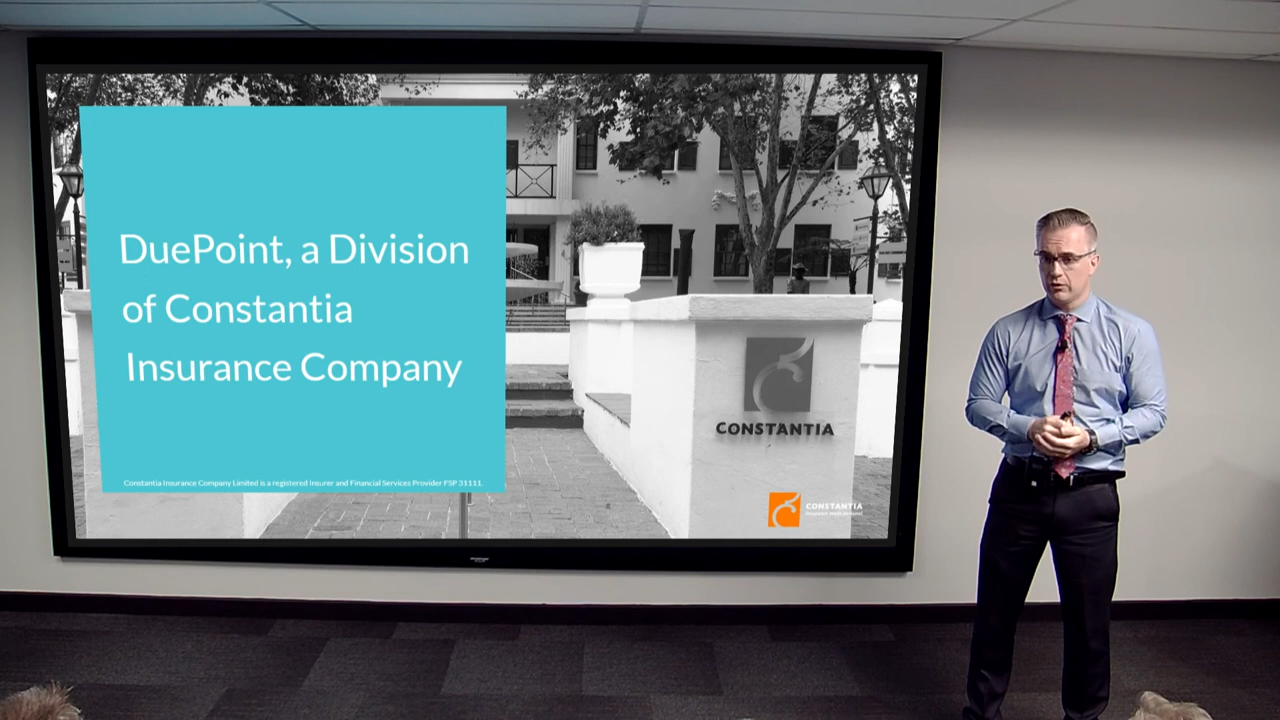 DuePoint, a Division
of Constantia
Insurance Company
Constantia Insurance Company Limited is a registered Insurer and Financial Services Provider FSP 31111.
CONSTANTIA
CONSTANTIA